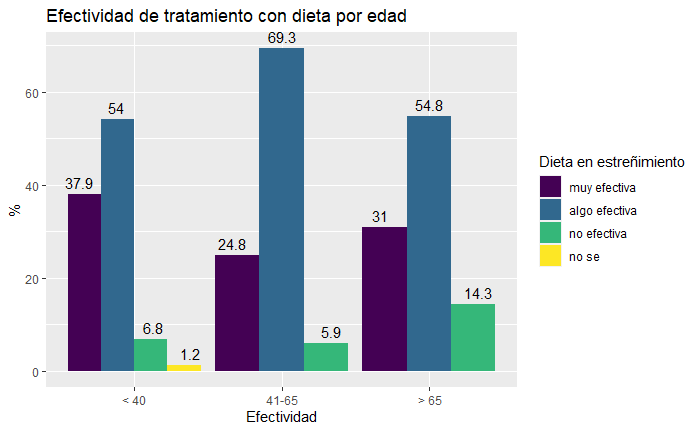 Efectividad de tratamiento con dieta por edad
%
60
40
20
0
37.9
54
6.8
1.2
24.8
69.3
5.9
31
54.8
14.3
< 40
41-65
> 65
Efectividad
Dieta en estreñimiento
muy efectiva
algo efectiva
no efectiva
no se